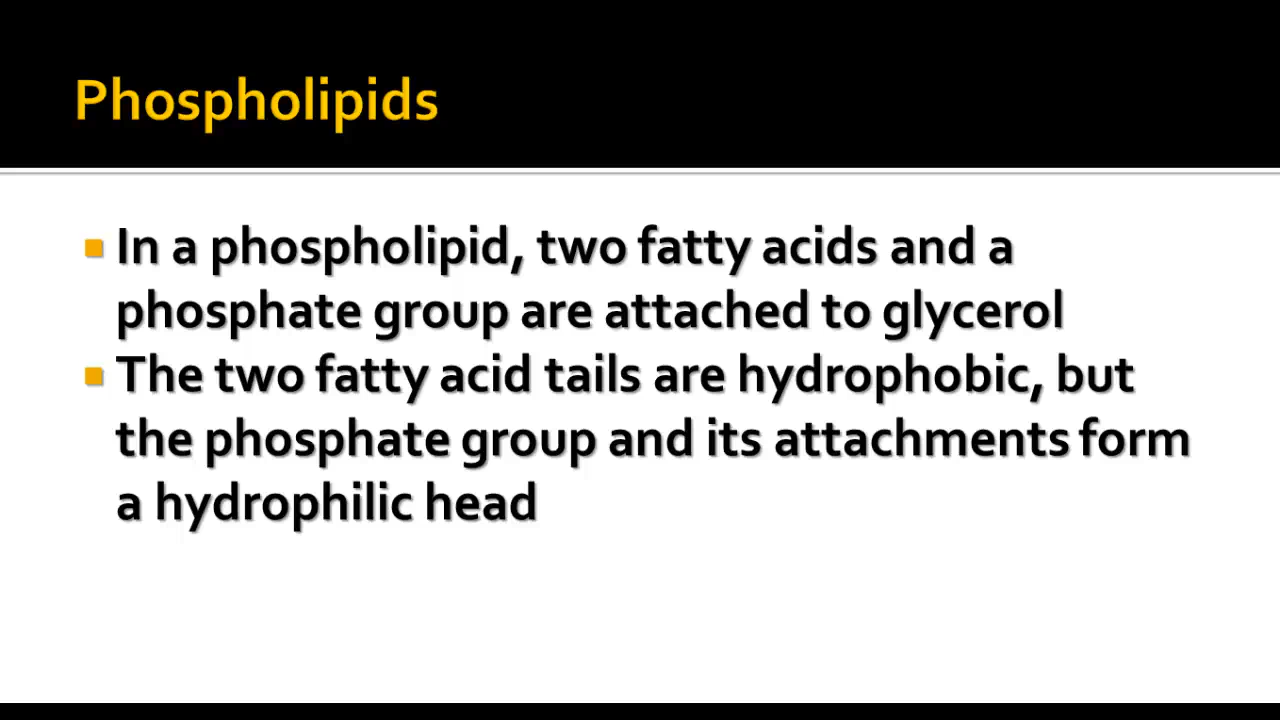 Phospholipids
In a phospholipid, two fatty acids and a
phosphate group are attached to glycerol
The two fatty acid tails are hydrophobic, but
the phosphate group and its attachments form
a hydrophilic head